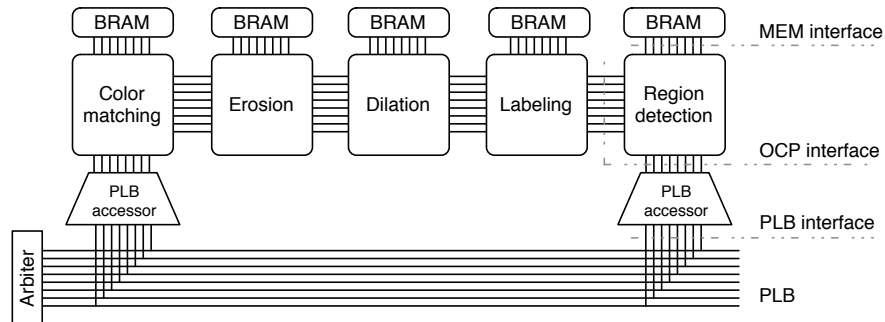 BRAM
BRAM
BRAM
BRAM
BRAM
MEM interface
Color
matching
Erosion
Dilation
Labeling
Region
detection
OCP interface
PLB
accessor
PLB
accessor
PLB interface
Arbiter
PLB